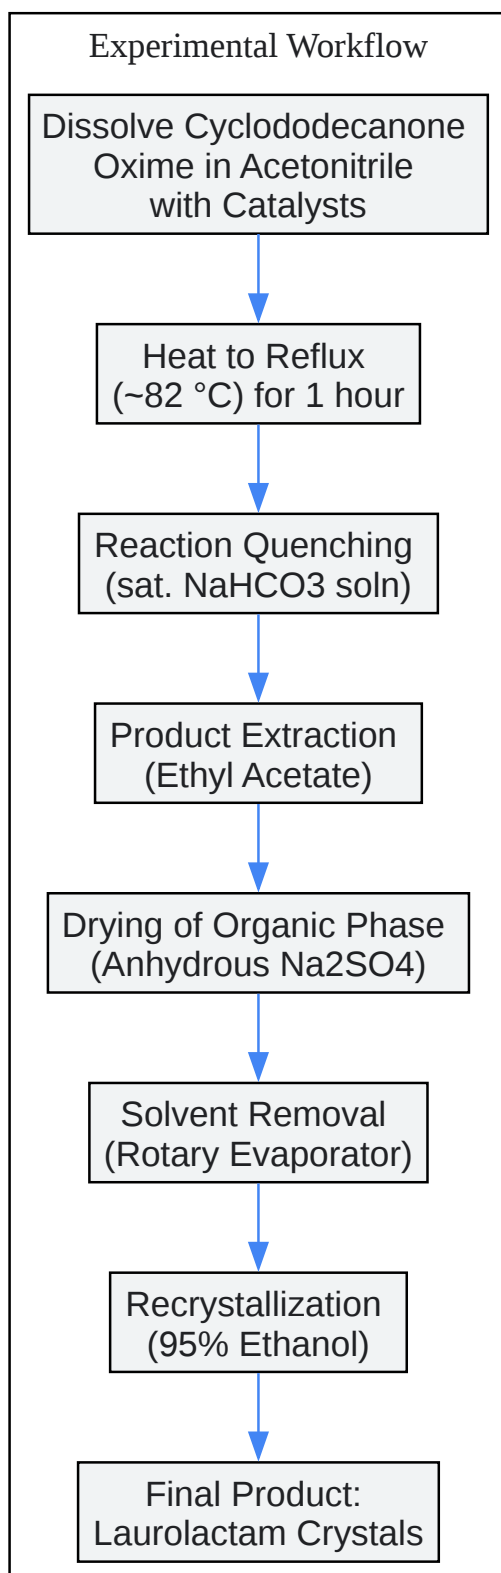 Experimental Workflow
Dissolve Cyclododecanone
Oxime in Acetonitrile
with Catalysts
Heat to Reflux
(~82 °C) for 1 hour
Reaction Quenching
(sat. NaHCO3 soln)
Product Extraction
(Ethyl Acetate)
Drying of Organic Phase
(Anhydrous Na2SO4)
Solvent Removal
(Rotary Evaporator)
Recrystallization
(95% Ethanol)
Final Product:
Laurolactam Crystals